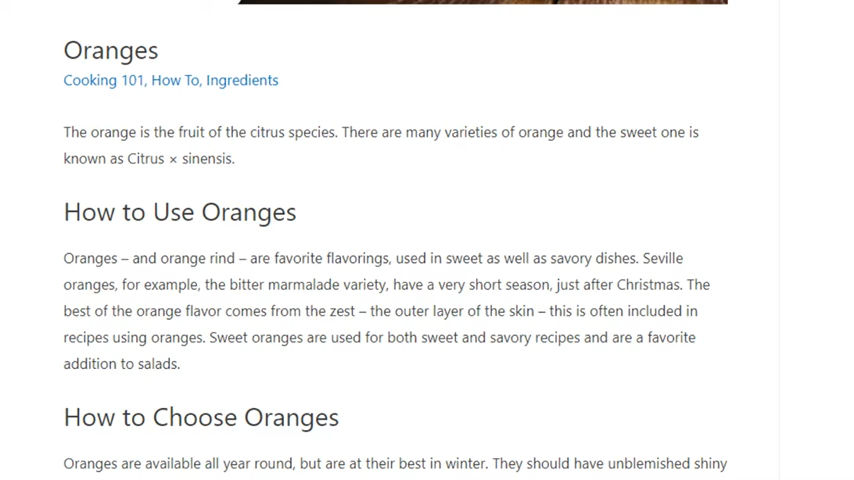 Oranges
Cooking 101, How To, Ingredients
The orange is the fruit of the citrus species. There are many varieties of orange and the sweet one is
known as Citrus × sinensis.
How to Use Oranges
Oranges – and orange rind – are favorite flavorings, used in sweet as well as savory dishes. Seville
oranges, for example, the bitter marmalade variety, have a very short season, just after Christmas. The
best of the orange flavor comes from the zest – the outer layer of the skin – this is often included in
recipes using oranges. Sweet oranges are used for both sweet and savory recipes and are a favorite
addition to salads.
How to Choose Oranges
Oranges are available all year round, but are at their best in winter. They should have unblemished shiny